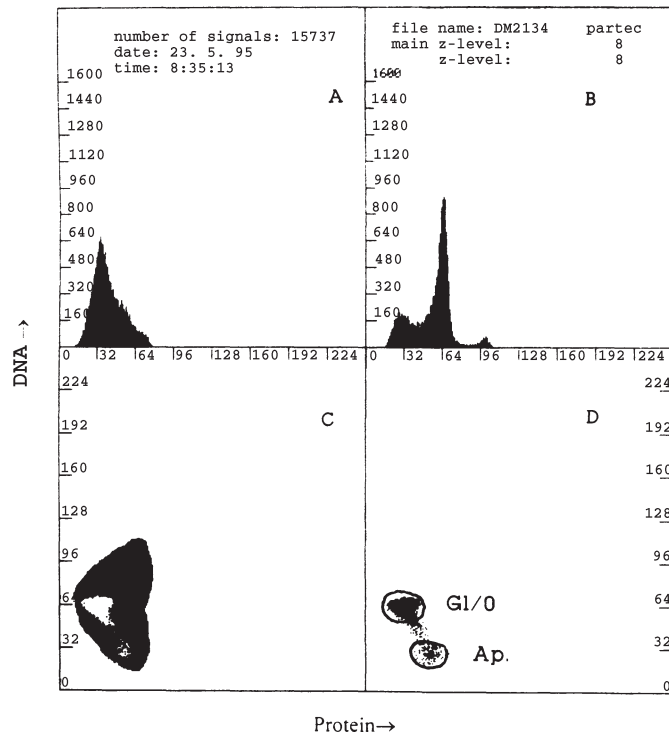 number of signals: 15737
date: 23. 5. 95
time: 8:35:13
file name: DM2134 partec
main z-level: 8
z-level: 8
A
1600
1440
1280
1120
960
800
640
480
320
160
0 32 64 96 128 160 192 224
B
1600
1440
1280
1120
960
800
640
480
320
160
0 32 64 96 128 160 192 224
DNA →
C
224
192
160
128
96
64
32
0
D
224
192
160
128
96
64
32
0
G1/0
Ap.
Protein→